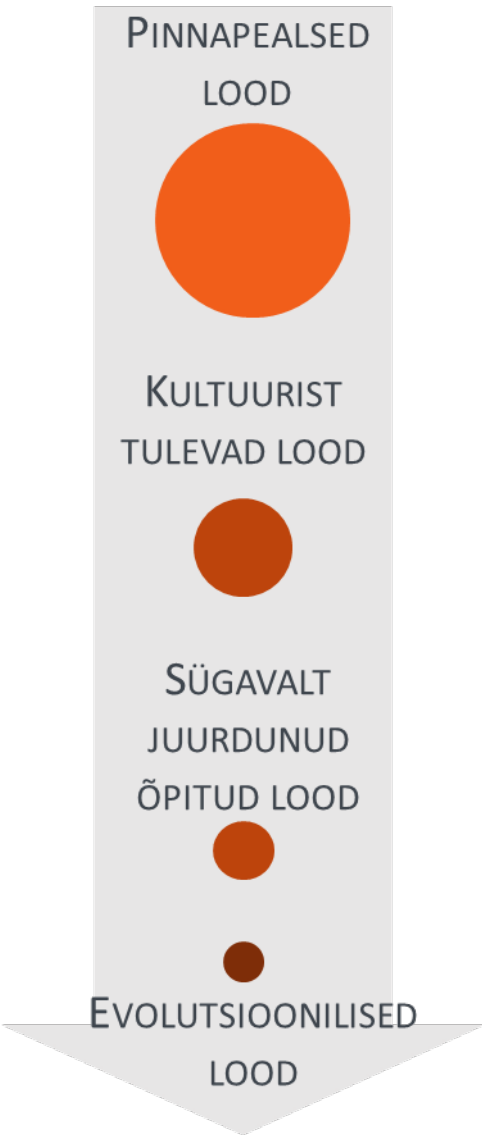 PINNAPEALSED
LOOD
KULTUURIST
TULEVAD LOOD
SÜGAVALT
JUURDUNUD
ÕPITUD LOOD
EVOLUTSIOONILISED
LOOD